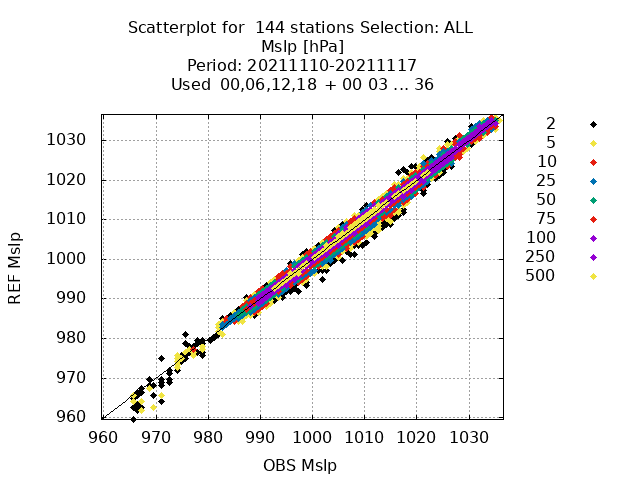 Scatterplot for  144 stations Selection: ALL
Mslp [hPa]
Period: 20211110-20211117
Used  00,06,12,18 + 00 03 ... 36
2
5
10
25
50
75
100
250
500
REF Mslp
1030
1020
1010
1000
990
980
970
960
960 970 980 990 1000 1010 1020 1030
OBS Mslp